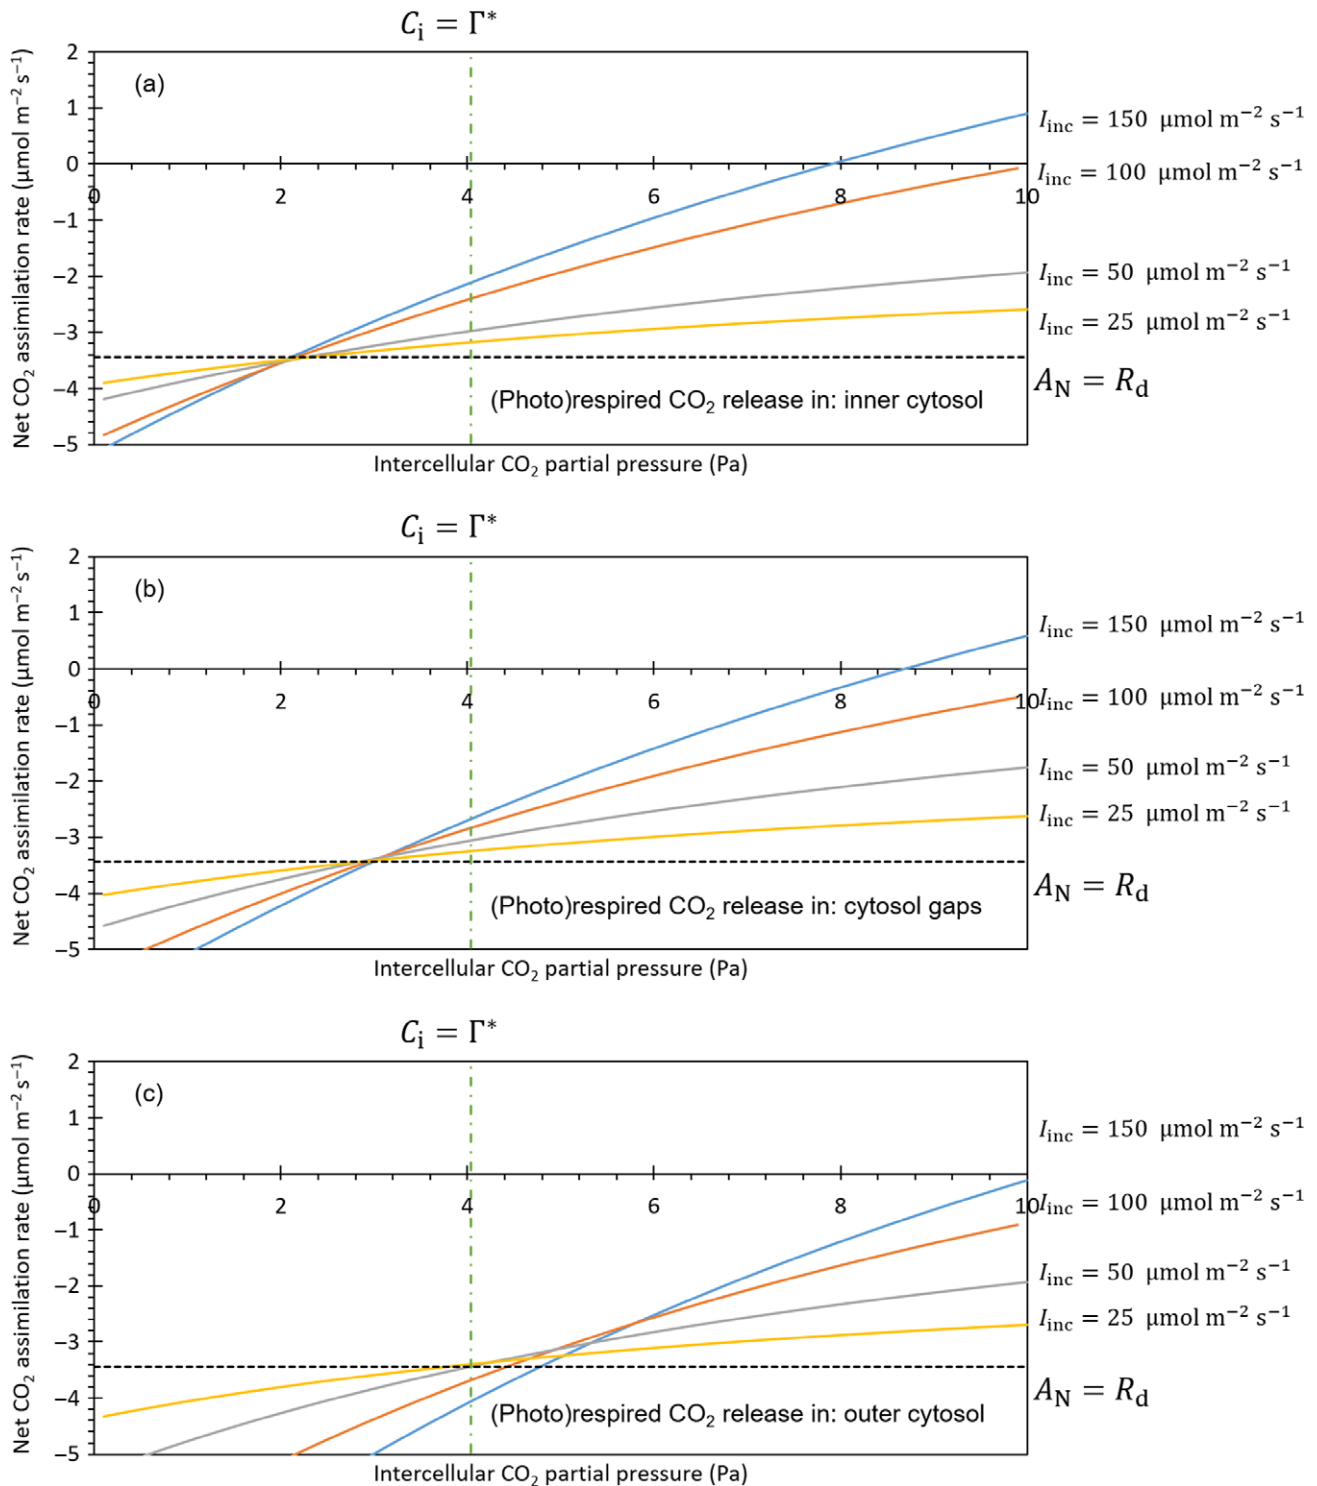 Cᵢ = Γ*
Net CO₂ assimilation rate (μmol m⁻² s⁻¹)
(a)
2
1
0
−1
−2
−3
−4
−5
0 2 4 6 8 10
I_inc = 150 μmol m⁻² s⁻¹
I_inc = 100 μmol m⁻² s⁻¹
I_inc = 50 μmol m⁻² s⁻¹
I_inc = 25 μmol m⁻² s⁻¹
A_N = R_d
(Photo)respired CO₂ release in: inner cytosol
Intercellular CO₂ partial pressure (Pa)
Cᵢ = Γ*
Net CO₂ assimilation rate (μmol m⁻² s⁻¹)
(b)
2
1
0
−1
−2
−3
−4
−5
0 2 4 6 8 10
I_inc = 150 μmol m⁻² s⁻¹
I_inc = 100 μmol m⁻² s⁻¹
I_inc = 50 μmol m⁻² s⁻¹
I_inc = 25 μmol m⁻² s⁻¹
A_N = R_d
(Photo)respired CO₂ release in: cytosol gaps
Intercellular CO₂ partial pressure (Pa)
Cᵢ = Γ*
Net CO₂ assimilation rate (μmol m⁻² s⁻¹)
(c)
2
1
0
−1
−2
−3
−4
−5
0 2 4 6 8 10
I_inc = 150 μmol m⁻² s⁻¹
I_inc = 100 μmol m⁻² s⁻¹
I_inc = 50 μmol m⁻² s⁻¹
I_inc = 25 μmol m⁻² s⁻¹
A_N = R_d
(Photo)respired CO₂ release in: outer cytosol
Intercellular CO₂ partial pressure (Pa)